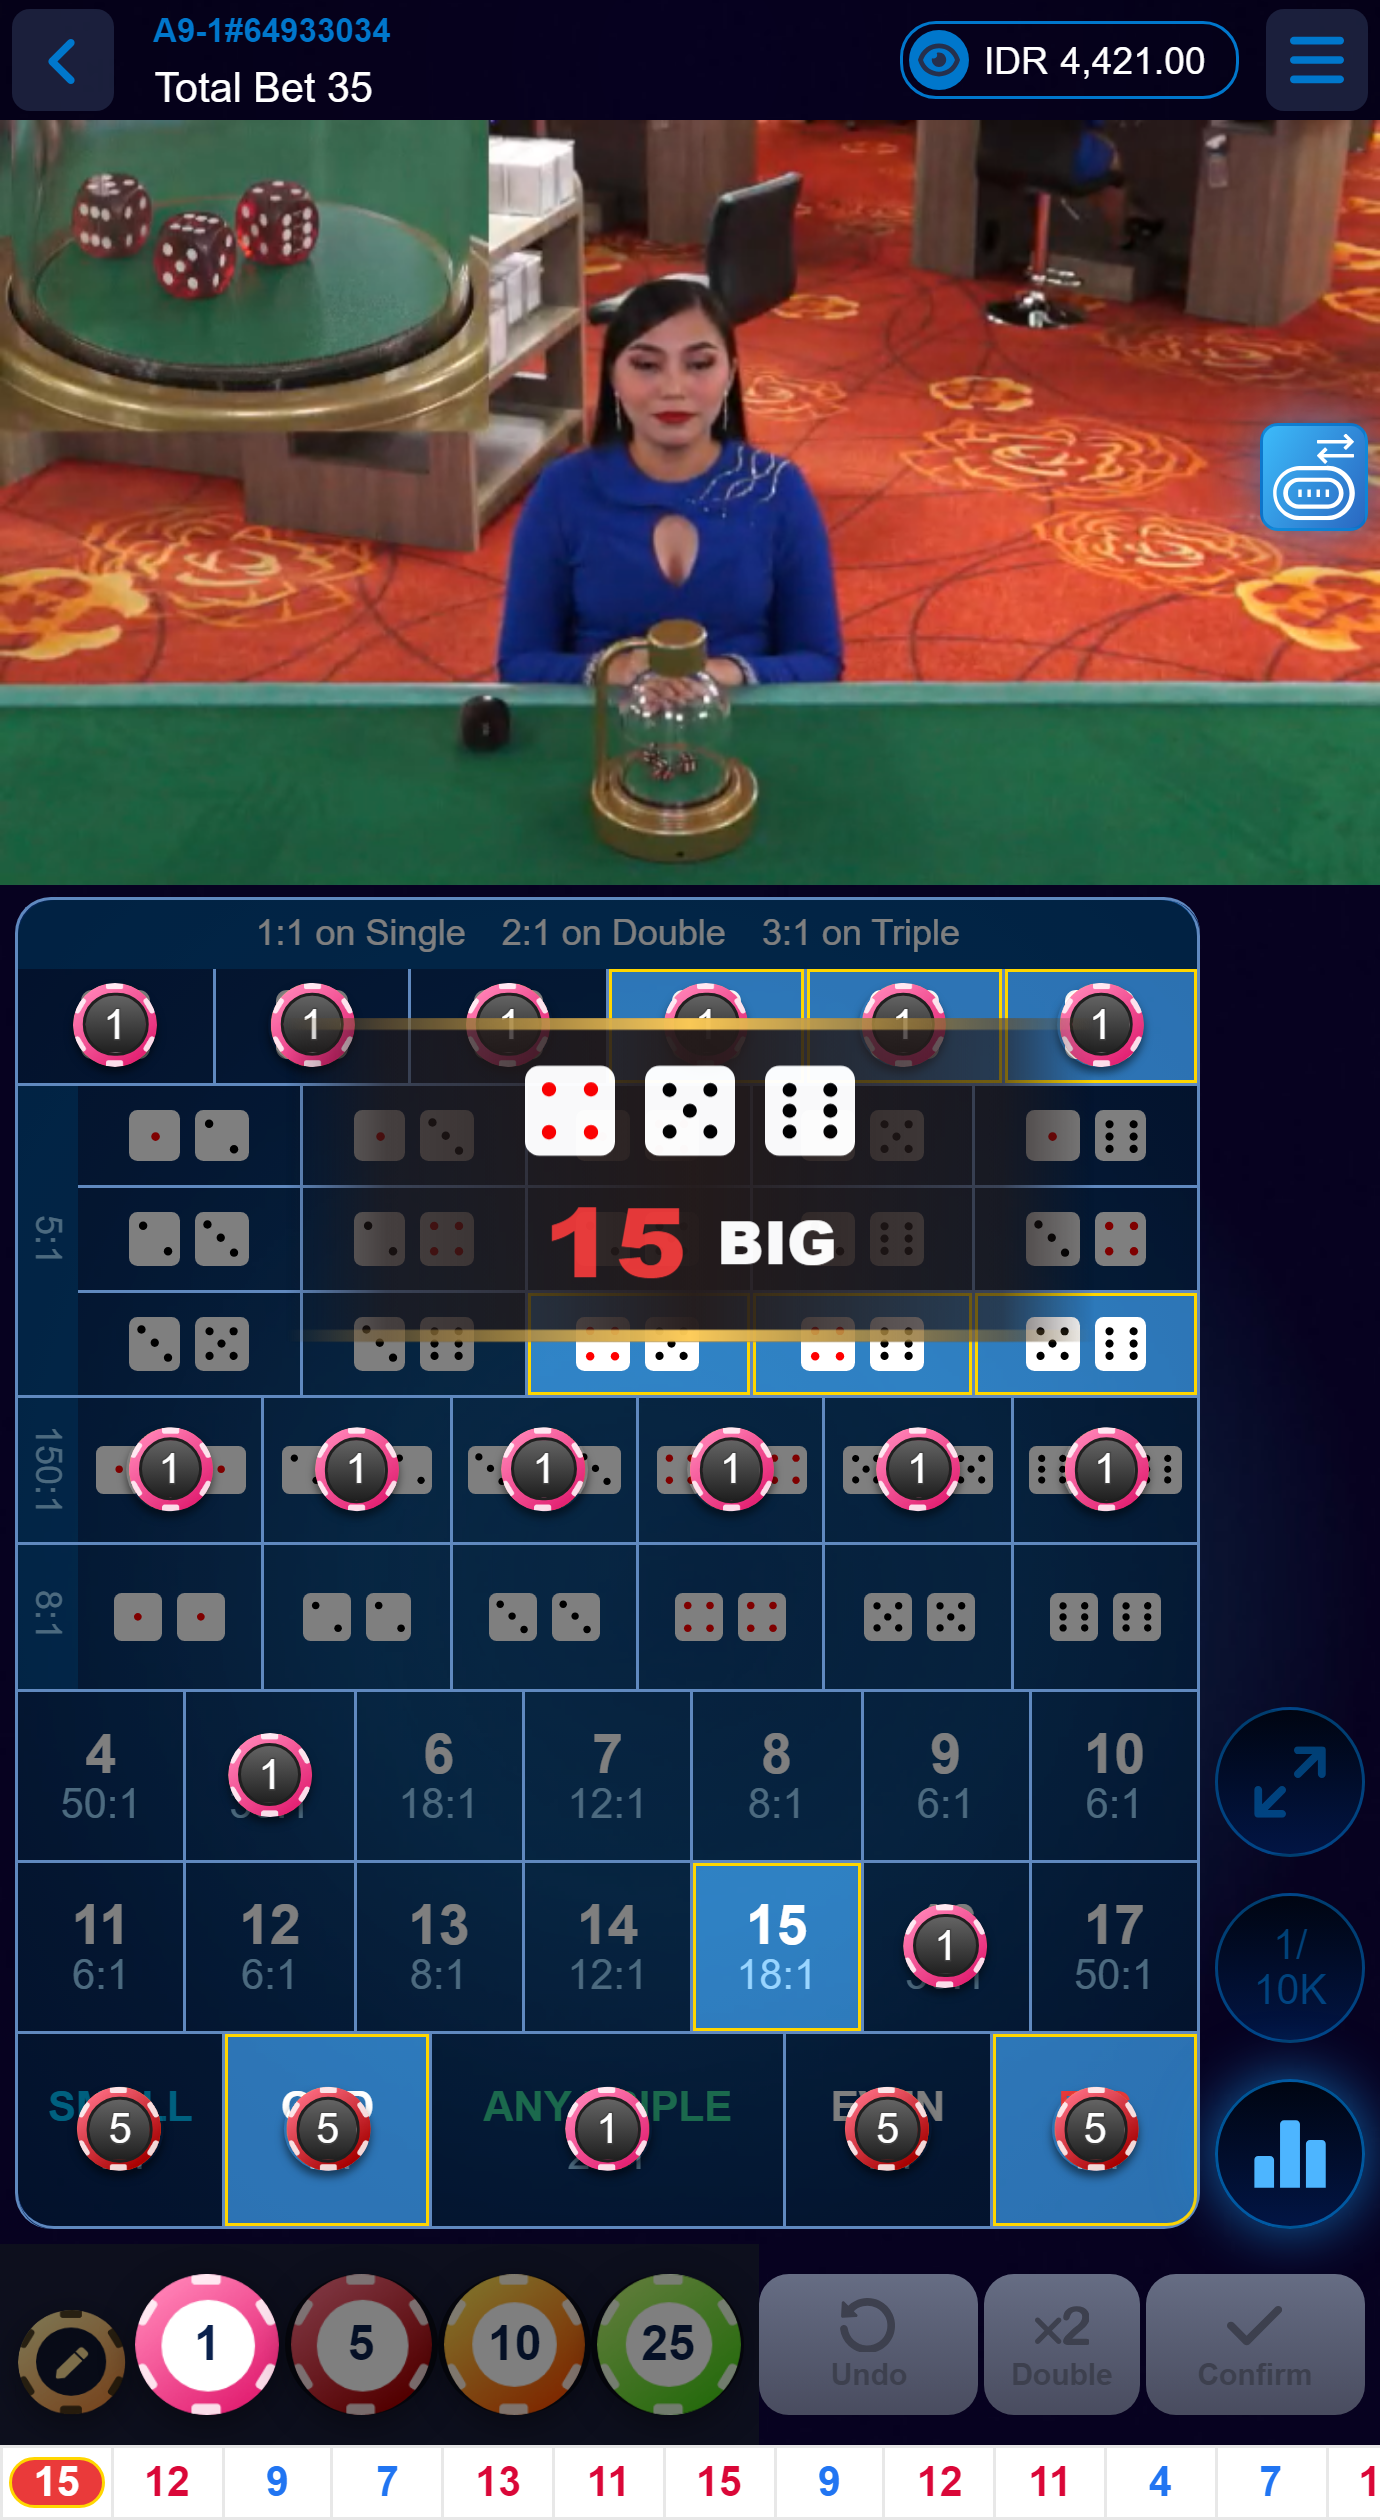 A9-1#64933034
Total Bet 35
IDR 4,421.00
1:1 on Single 2:1 on Double 3:1 on Triple
1 1 1 1 1 1
15 BIG
5:1
150:1
1 1 1 1 1 1
8:1
4 1 6 7 8 9 10
50:1 18:1 12:1 8:1 6:1 6:1
11 12 13 14 15 1 17
6:1 6:1 8:1 12:1 18:1 50:1
1/
10K
5 5 1 5 5
1 5 10 25
Undo
x2
Double
Confirm
15 12 9 7 13 11 15 9 12 11 4 7